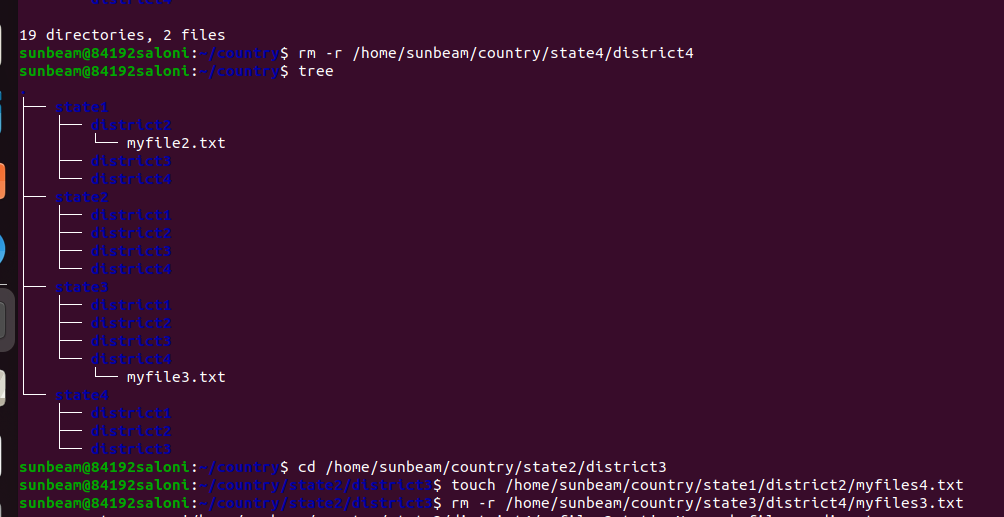 19 directories, 2 files
sunbeam@84192saloni:~/country$ rm -r /home/sunbeam/country/state4/district4
sunbeam@84192saloni:~/country$ tree
.
├── state1
│   ├── district2
│   │   └── myfile2.txt
│   ├── district3
│   └── district4
├── state2
│   ├── district1
│   ├── district2
│   ├── district3
│   └── district4
├── state3
│   ├── district1
│   ├── district2
│   ├── district3
│   └── district4
│       └── myfile3.txt
└── state4
    ├── district1
    ├── district2
    └── district3
sunbeam@84192saloni:~/country$ cd /home/sunbeam/country/state2/district3
sunbeam@84192saloni:~/country/state2/district3$ touch /home/sunbeam/country/state1/district2/myfiles4.txt
sunbeam@84192saloni:~/country/state2/district3$ rm -r /home/sunbeam/country/state3/district4/myfiles3.txt